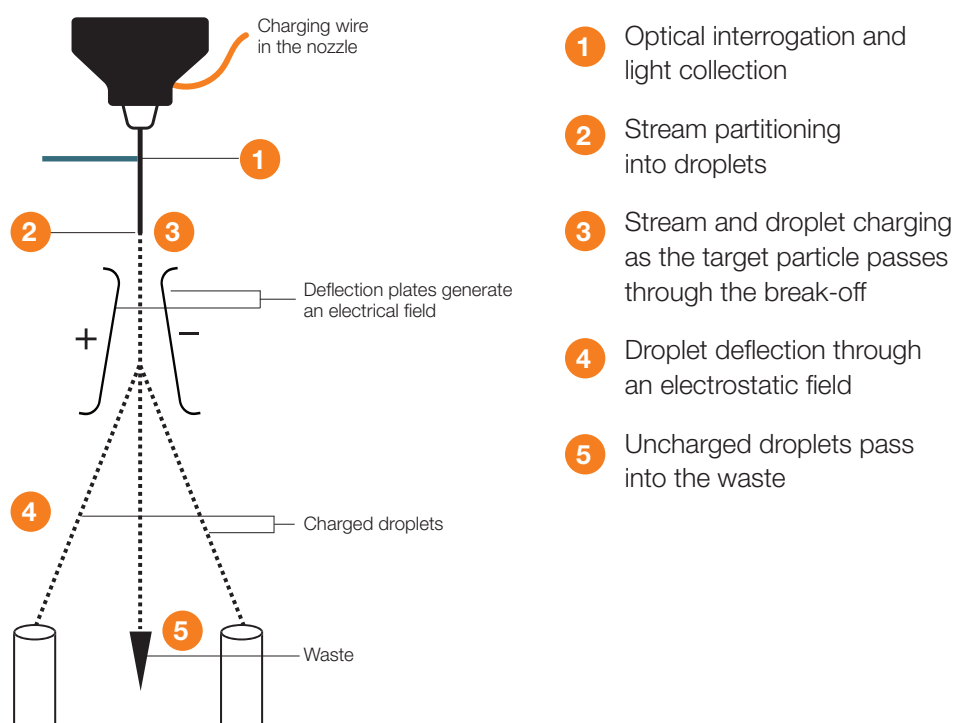 Charging wire
in the nozzle
1
2
3
Deflection plates generate
an electrical field
+
−
4
Charged droplets
5
Waste
1
Optical interrogation and
light collection
2
Stream partitioning
into droplets
3
Stream and droplet charging
as the target particle passes
through the break-off
4
Droplet deflection through
an electrostatic field
5
Uncharged droplets pass
into the waste